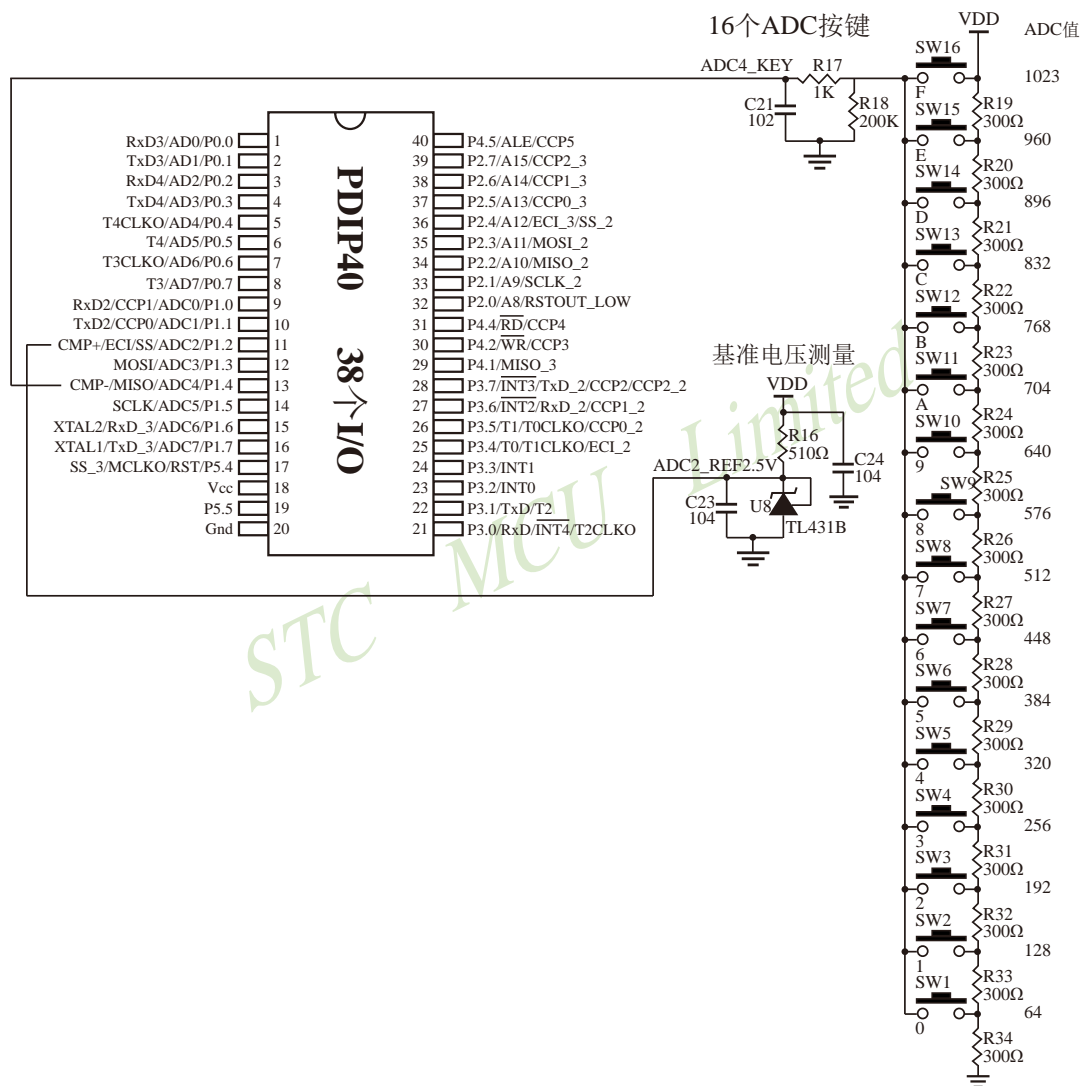 16个ADC按键
VDD
ADC值
ADC4_KEY
R17
1K
C21
102
R18
200K
SW16
F
1023
R19
300Ω
SW15
E
960
R20
300Ω
SW14
D
896
R21
300Ω
SW13
C
832
R22
300Ω
SW12
B
768
R23
300Ω
SW11
A
704
R24
300Ω
SW10
9
640
R25
300Ω
SW9
8
576
R26
300Ω
SW8
7
512
R27
300Ω
SW7
6
448
R28
300Ω
SW6
5
384
R29
300Ω
SW5
4
320
R30
300Ω
SW4
3
256
R31
300Ω
SW3
2
192
R32
300Ω
SW2
1
128
R33
300Ω
SW1
0
64
R34
300Ω
PDIP40 38个I/O
RxD3/AD0/P0.0 1
TxD3/AD1/P0.1 2
RxD4/AD2/P0.2 3
TxD4/AD3/P0.3 4
T4CLKO/AD4/P0.4 5
T4/AD5/P0.5 6
T3CLKO/AD6/P0.6 7
T3/AD7/P0.7 8
RxD2/CCP1/ADC0/P1.0 9
TxD2/CCP0/ADC1/P1.1 10
CMP+/ECI/SS/ADC2/P1.2 11
MOSI/ADC3/P1.3 12
CMP-/MISO/ADC4/P1.4 13
SCLK/ADC5/P1.5 14
XTAL2/RxD_3/ADC6/P1.6 15
XTAL1/TxD_3/ADC7/P1.7 16
SS_3/MCLKO/RST/P5.4 17
Vcc 18
P5.5 19
Gnd 20
40 P4.5/ALE/CCP5
39 P2.7/A15/CCP2_3
38 P2.6/A14/CCP1_3
37 P2.5/A13/CCP0_3
36 P2.4/A12/ECI_3/SS_2
35 P2.3/A11/MOSI_2
34 P2.2/A10/MISO_2
33 P2.1/A9/SCLK_2
32 P2.0/A8/RSTOUT_LOW
31 P4.4/RD/CCP4
30 P4.2/WR/CCP3
29 P4.1/MISO_3
28 P3.7/INT3/TxD_2/CCP2/CCP2_2
27 P3.6/INT2/RxD_2/CCP1_2
26 P3.5/T1/T0CLKO/CCP0_2
25 P3.4/T0/T1CLKO/ECI_2
24 P3.3/INT1
23 P3.2/INT0
22 P3.1/TxD/T2
21 P3.0/RxD/INT4/T2CLKO
基准电压测量
VDD
R16
510Ω
ADC2_REF2.5V
C24
104
C23
104
U8
TL431B
STC MCU Limited